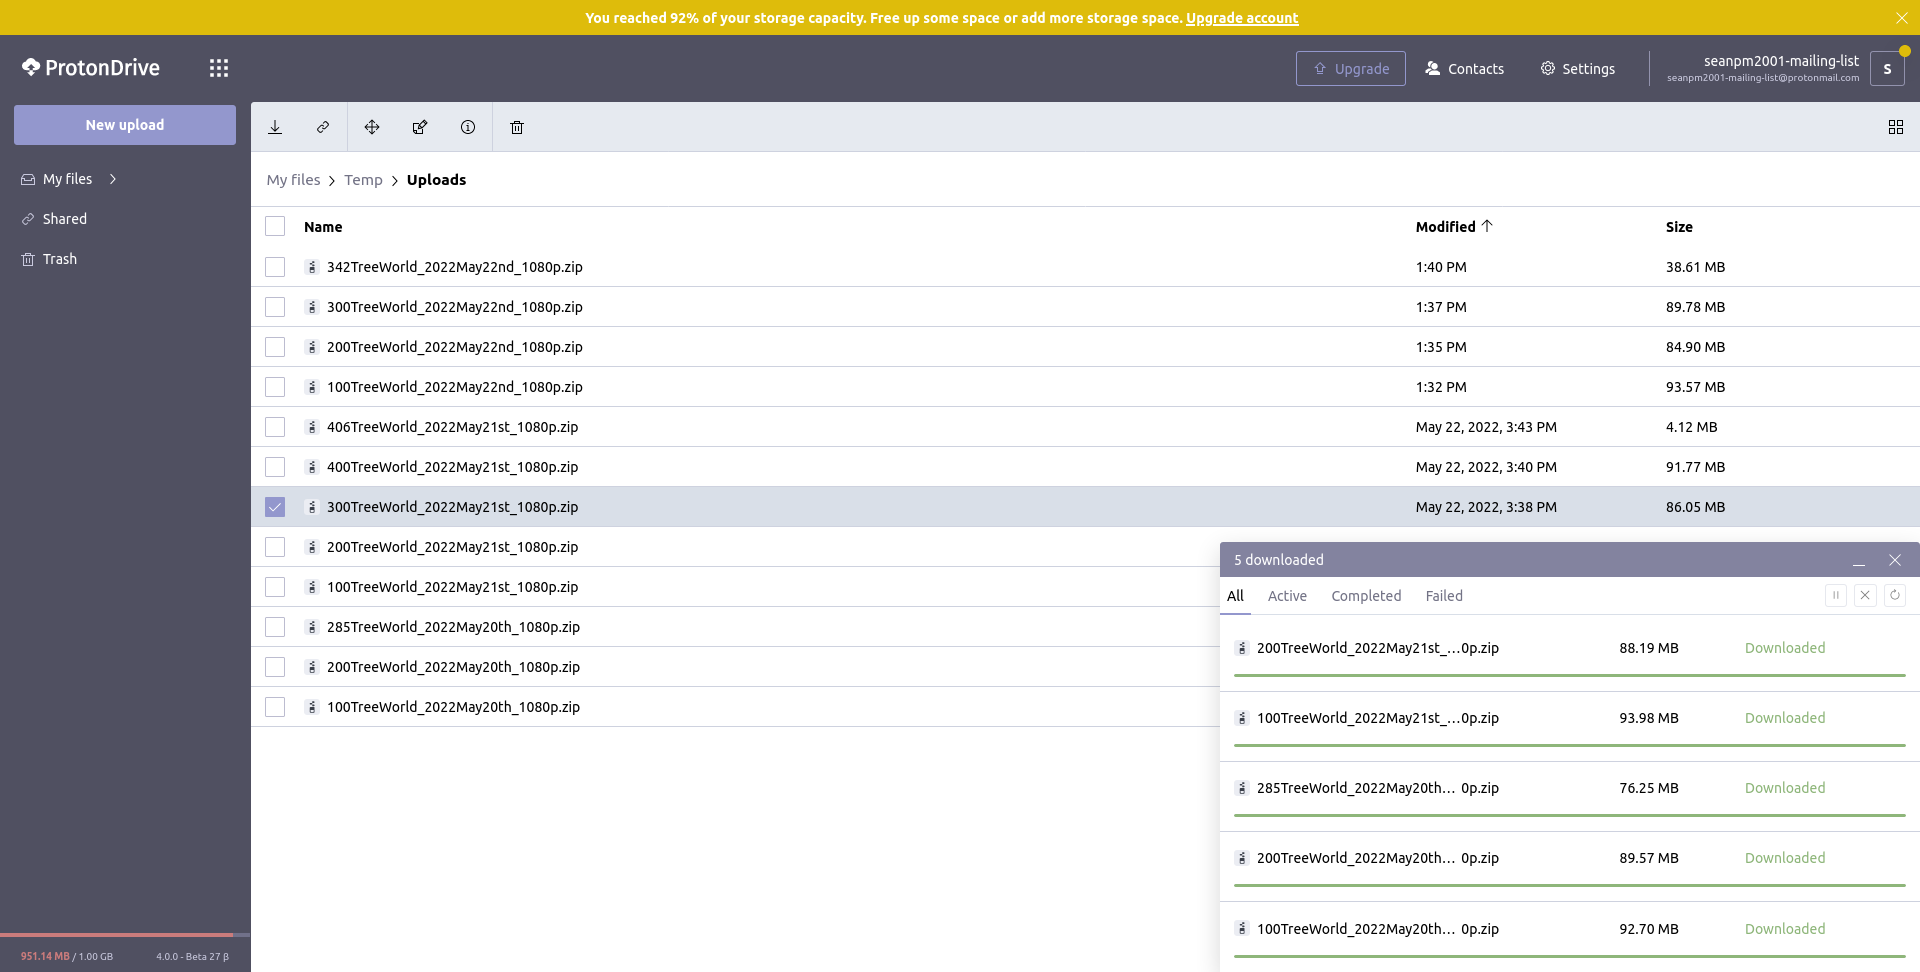 You reached 92% of your storage capacity. Free up some space or add more storage space. Upgrade account
ProtonDrive
Upgrade
Contacts
Settings
seanpm2001-mailing-list
seanpm2001-mailing-list@protonmail.com
S
New upload
My files
Shared
Trash
My files > Temp > Uploads
Name Modified Size
342TreeWorld_2022May22nd_1080p.zip 1:40 PM 38.61 MB
300TreeWorld_2022May22nd_1080p.zip 1:37 PM 89.78 MB
200TreeWorld_2022May22nd_1080p.zip 1:35 PM 84.90 MB
100TreeWorld_2022May22nd_1080p.zip 1:32 PM 93.57 MB
406TreeWorld_2022May21st_1080p.zip May 22, 2022, 3:43 PM 4.12 MB
400TreeWorld_2022May21st_1080p.zip May 22, 2022, 3:40 PM 91.77 MB
300TreeWorld_2022May21st_1080p.zip May 22, 2022, 3:38 PM 86.05 MB
200TreeWorld_2022May21st_1080p.zip
100TreeWorld_2022May21st_1080p.zip
285TreeWorld_2022May20th_1080p.zip
200TreeWorld_2022May20th_1080p.zip
100TreeWorld_2022May20th_1080p.zip
5 downloaded
All Active Completed Failed
200TreeWorld_2022May21st_...0p.zip 88.19 MB Downloaded
100TreeWorld_2022May21st_...0p.zip 93.98 MB Downloaded
285TreeWorld_2022May20th... 0p.zip 76.25 MB Downloaded
200TreeWorld_2022May20th... 0p.zip 89.57 MB Downloaded
100TreeWorld_2022May20th... 0p.zip 92.70 MB Downloaded
951.14 MB / 1.00 GB 4.0.0 - Beta 27 β